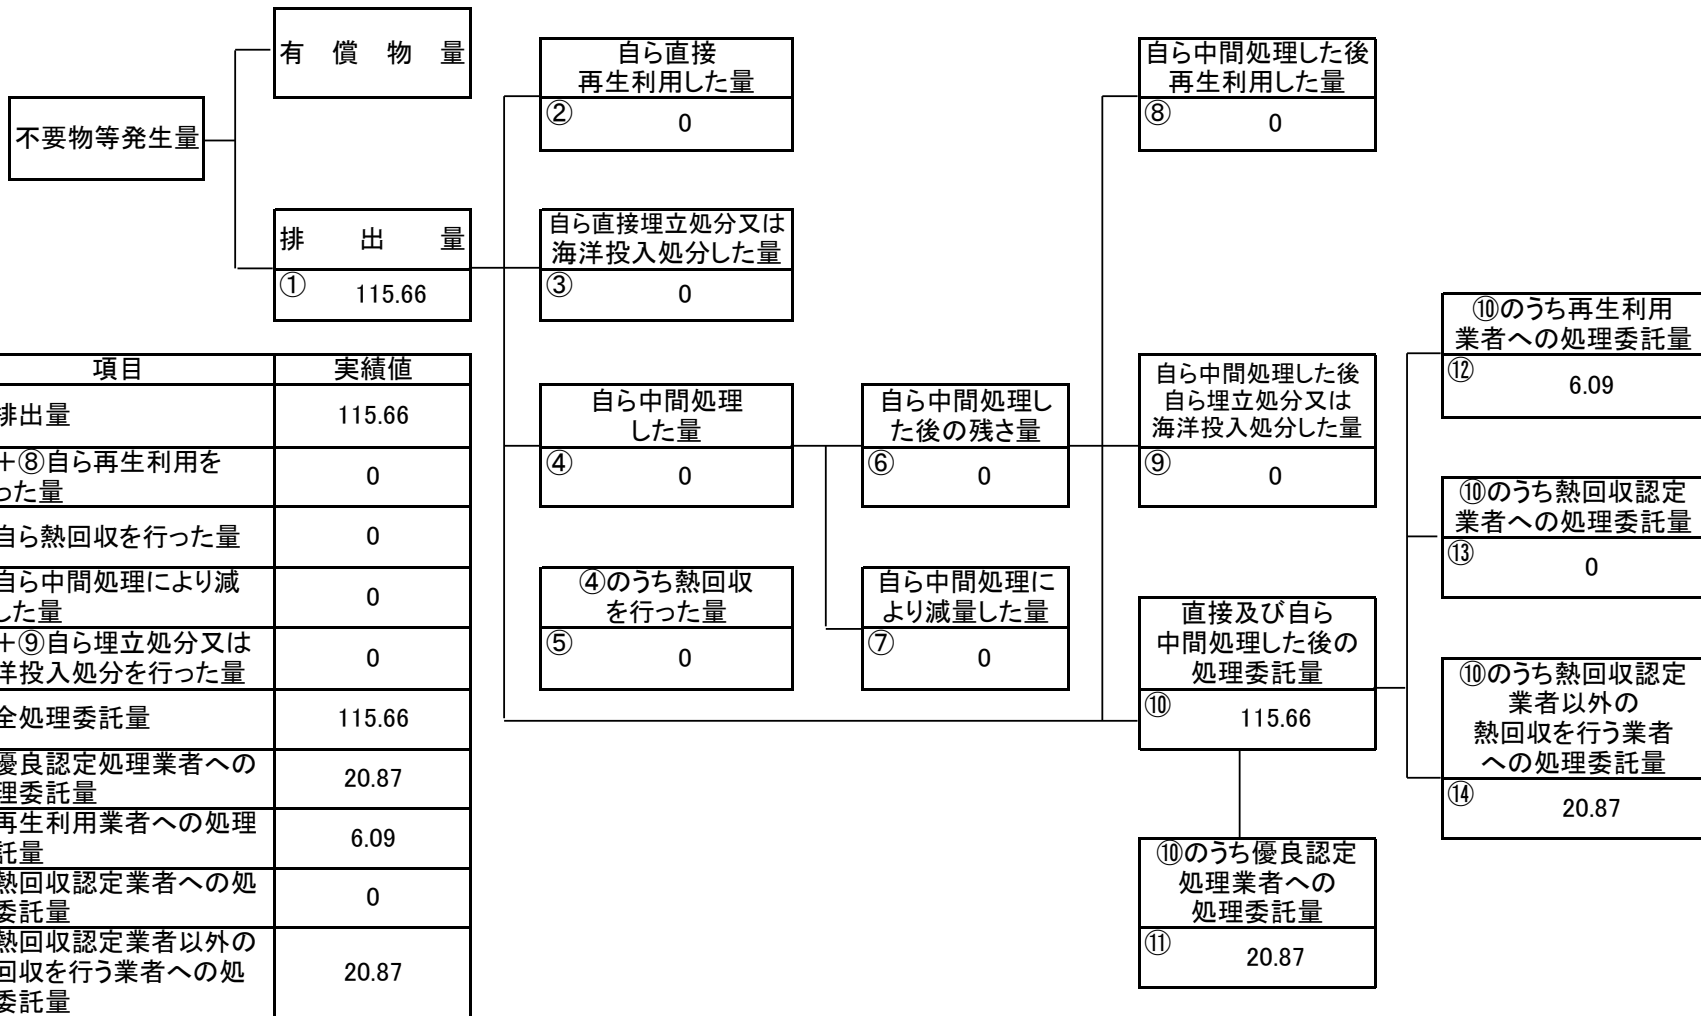 有償物量
不要物等発生量
排出量
① 115.66
自ら直接
再生利用した量
② 0
自ら直接埋立処分又は
海洋投入処分した量
③ 0
自ら中間処理
した量
④ 0
④のうち熱回収
を行った量
⑤ 0
自ら中間処理し
た後の残さ量
⑥ 0
自ら中間処理に
より減量した量
⑦ 0
自ら中間処理した後
再生利用した量
⑧ 0
自ら中間処理した後
自ら埋立処分又は
海洋投入処分した量
⑨ 0
直接及び自ら
中間処理した後の
処理委託量
⑩ 115.66
⑩のうち優良認定
処理業者への
処理委託量
⑪ 20.87
⑩のうち再生利用
業者への処理委託量
⑫ 6.09
⑩のうち熱回収認定
業者への処理委託量
⑬ 0
⑩のうち熱回収認定
業者以外の
熱回収を行う業者
への処理委託量
⑭ 20.87
項目 実績値
排出量 115.66
+⑧自ら再生利用を
った量 0
自ら熱回収を行った量 0
自ら中間処理により減
した量 0
+⑨自ら埋立処分又は
洋投入処分を行った量 0
全処理委託量 115.66
優良認定処理業者への
理委託量 20.87
再生利用業者への処理
託量 6.09
熱回収認定業者への処
委託量 0
熱回収認定業者以外の
回収を行う業者への処
委託量 20.87